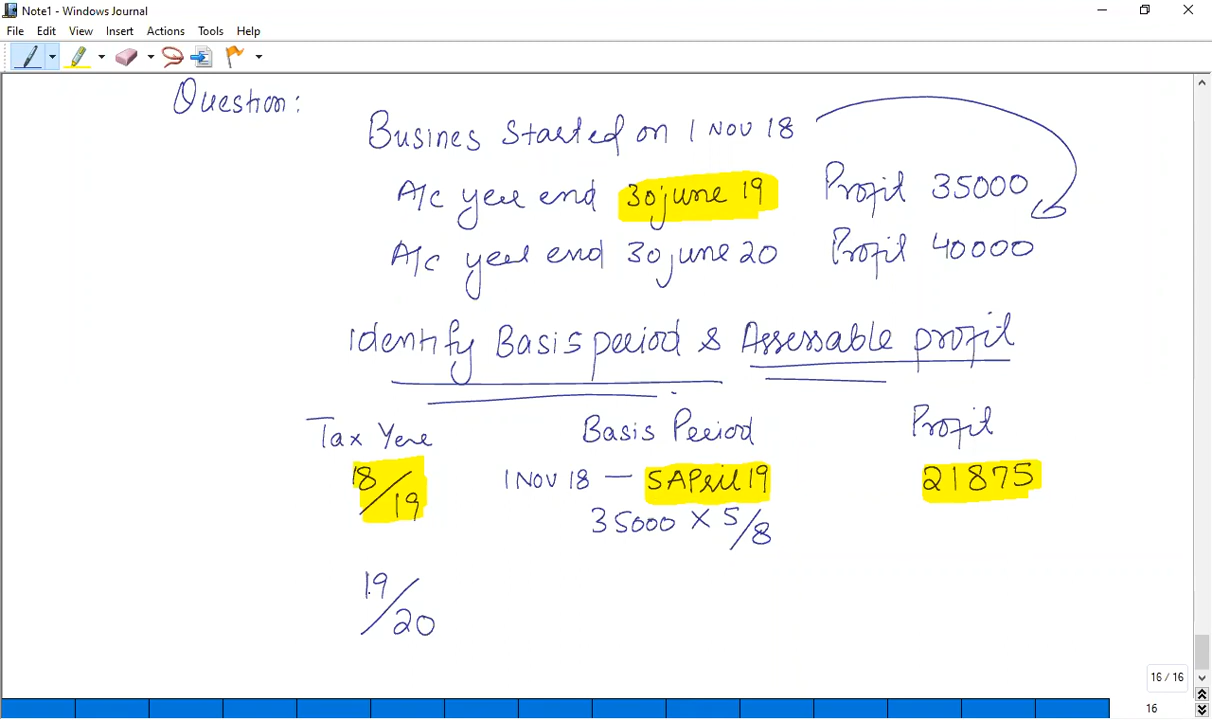 Note1 - Windows Journal
File Edit View Insert Actions Tools Help
Question:
Busines Started on 1 NOV 18
A/c year end 30 june 19 Profit 35000
A/c year end 30 june 20 Profit 40000
Identify Basis period & Assessable profit
Tax Year Basis Period Profit
18/19 1 NOV 18 — 5 APril 19 21875
35000 X 5/8
19/20
16 / 16
16